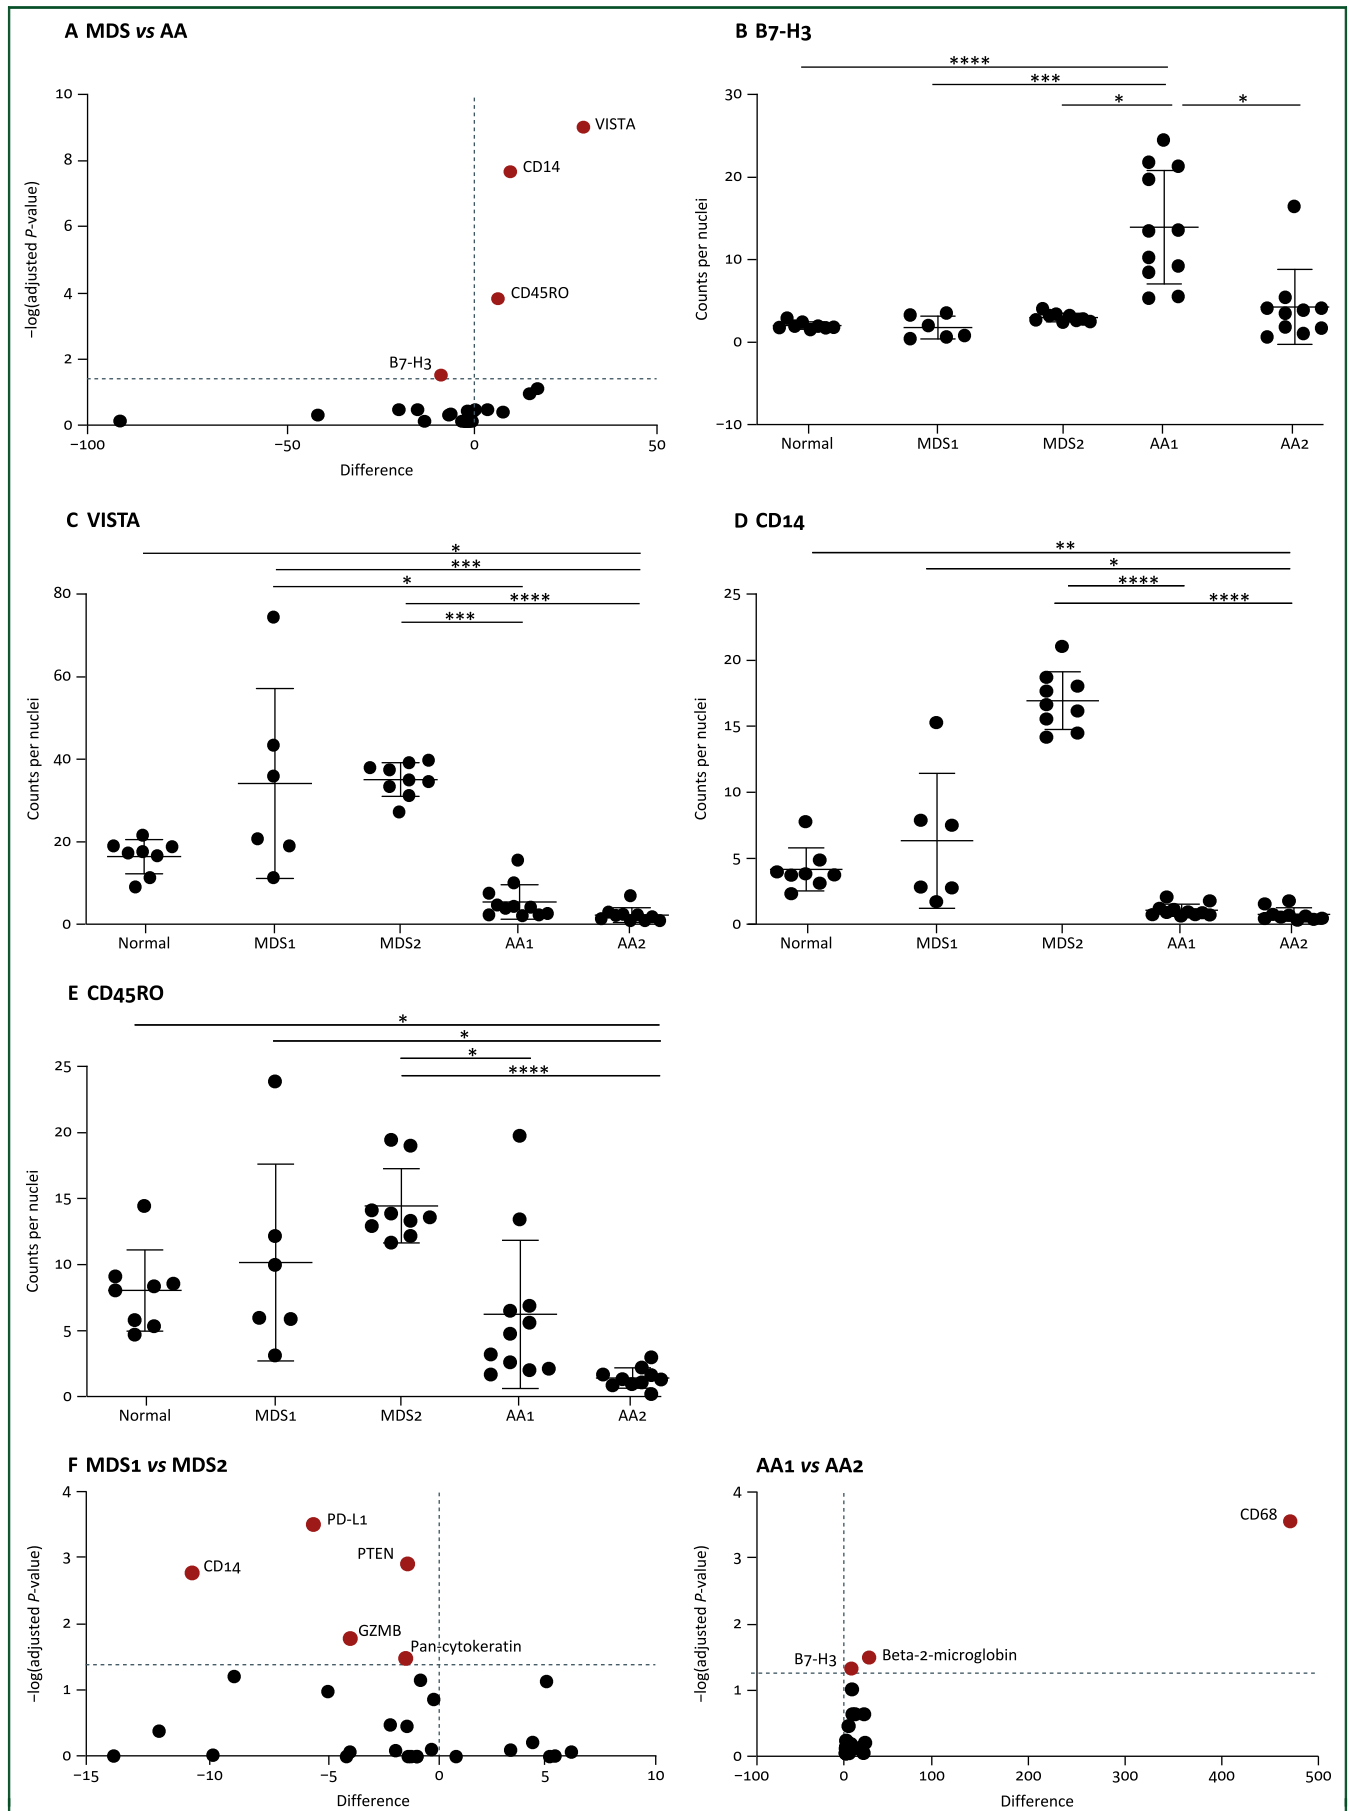 A MDS vs AA
–log(adjusted P-value)
10
8
6
4
2
0
VISTA
CD14
CD45RO
B7-H3
–100
–50
0
50
Difference
B B7-H3
****
***
*
*
Counts per nuclei
30
20
10
0
–10
Normal
MDS1
MDS2
AA1
AA2
C VISTA
*
***
*
****
***
Counts per nuclei
80
60
40
20
0
Normal
MDS1
MDS2
AA1
AA2
D CD14
**
*
****
****
Counts per nuclei
25
20
15
10
5
0
Normal
MDS1
MDS2
AA1
AA2
E CD45RO
*
*
*
****
Counts per nuclei
25
20
15
10
5
0
Normal
MDS1
MDS2
AA1
AA2
F MDS1 vs MDS2
–log(adjusted P-value)
4
3
2
1
0
PD-L1
PTEN
CD14
GZMB
Pan-cytokeratin
–15
–10
–5
0
5
10
Difference
AA1 vs AA2
–log(adjusted P-value)
4
3
2
1
0
CD68
B7-H3
Beta-2-microglobin
–100
0
100
200
300
400
500
Difference